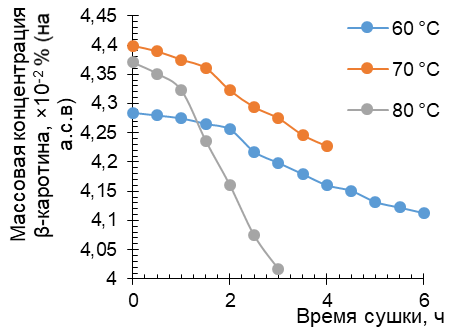 Массовая концентрация
β-каротина, ×10⁻² % (на
а.с.в)
4,45
4,4
4,35
4,3
4,25
4,2
4,15
4,1
4,05
4
0
2
4
6
Время сушки, ч
60 °C
70 °C
80 °C